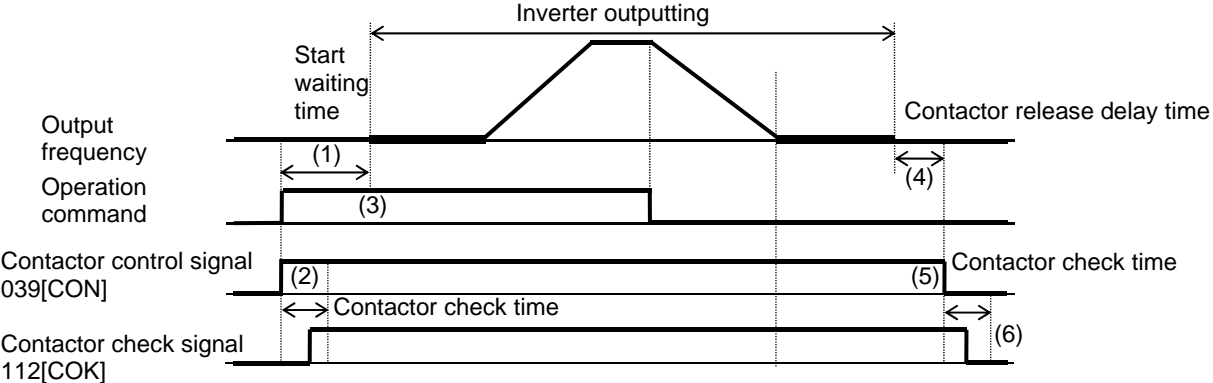 Inverter outputting
Start
waiting
time
Contactor release delay time
Output
frequency
(1)
(4)
Operation
command
(3)
Contactor control signal
039[CON]
(2)
(5)
Contactor check time
Contactor check time
(6)
Contactor check signal
112[COK]